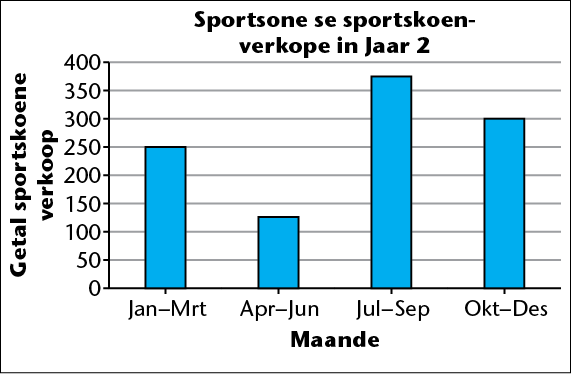 Sportsone se sportskoen-
verkope in Jaar 2
Getal sportskoene
verkoop
400
350
300
250
200
150
100
50
0
Jan–Mrt Apr–Jun Jul–Sep Okt–Des
Maande